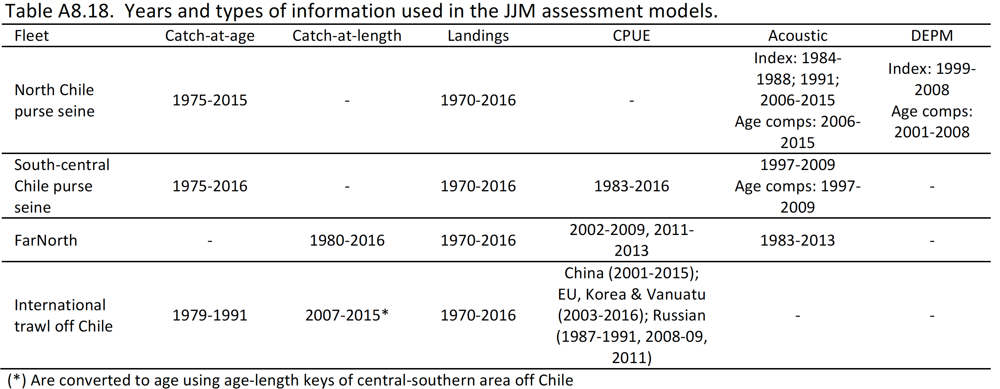 Table A8.18.  Years and types of information used in the JJM assessment models.
Fleet Catch-at-age Catch-at-length Landings CPUE Acoustic DEPM
North Chile
purse seine
1975-2015
-
1970-2016
-
Index: 1984-
1988; 1991;
2006-2015
Age comps: 2006-
2015
Index: 1999-
2008
Age comps:
2001-2008
South-central
Chile purse
seine
1975-2016
-
1970-2016
1983-2016
1997-2009
Age comps: 1997-
2009
-
FarNorth
-
1980-2016
1970-2016
2002-2009, 2011-
2013
1983-2013
-
International
trawl off Chile
1979-1991
2007-2015*
1970-2016
China (2001-2015);
EU, Korea & Vanuatu
(2003-2016); Russian
(1987-1991, 2008-09,
2011)
-
-
(*) Are converted to age using age-length keys of central-southern area off Chile